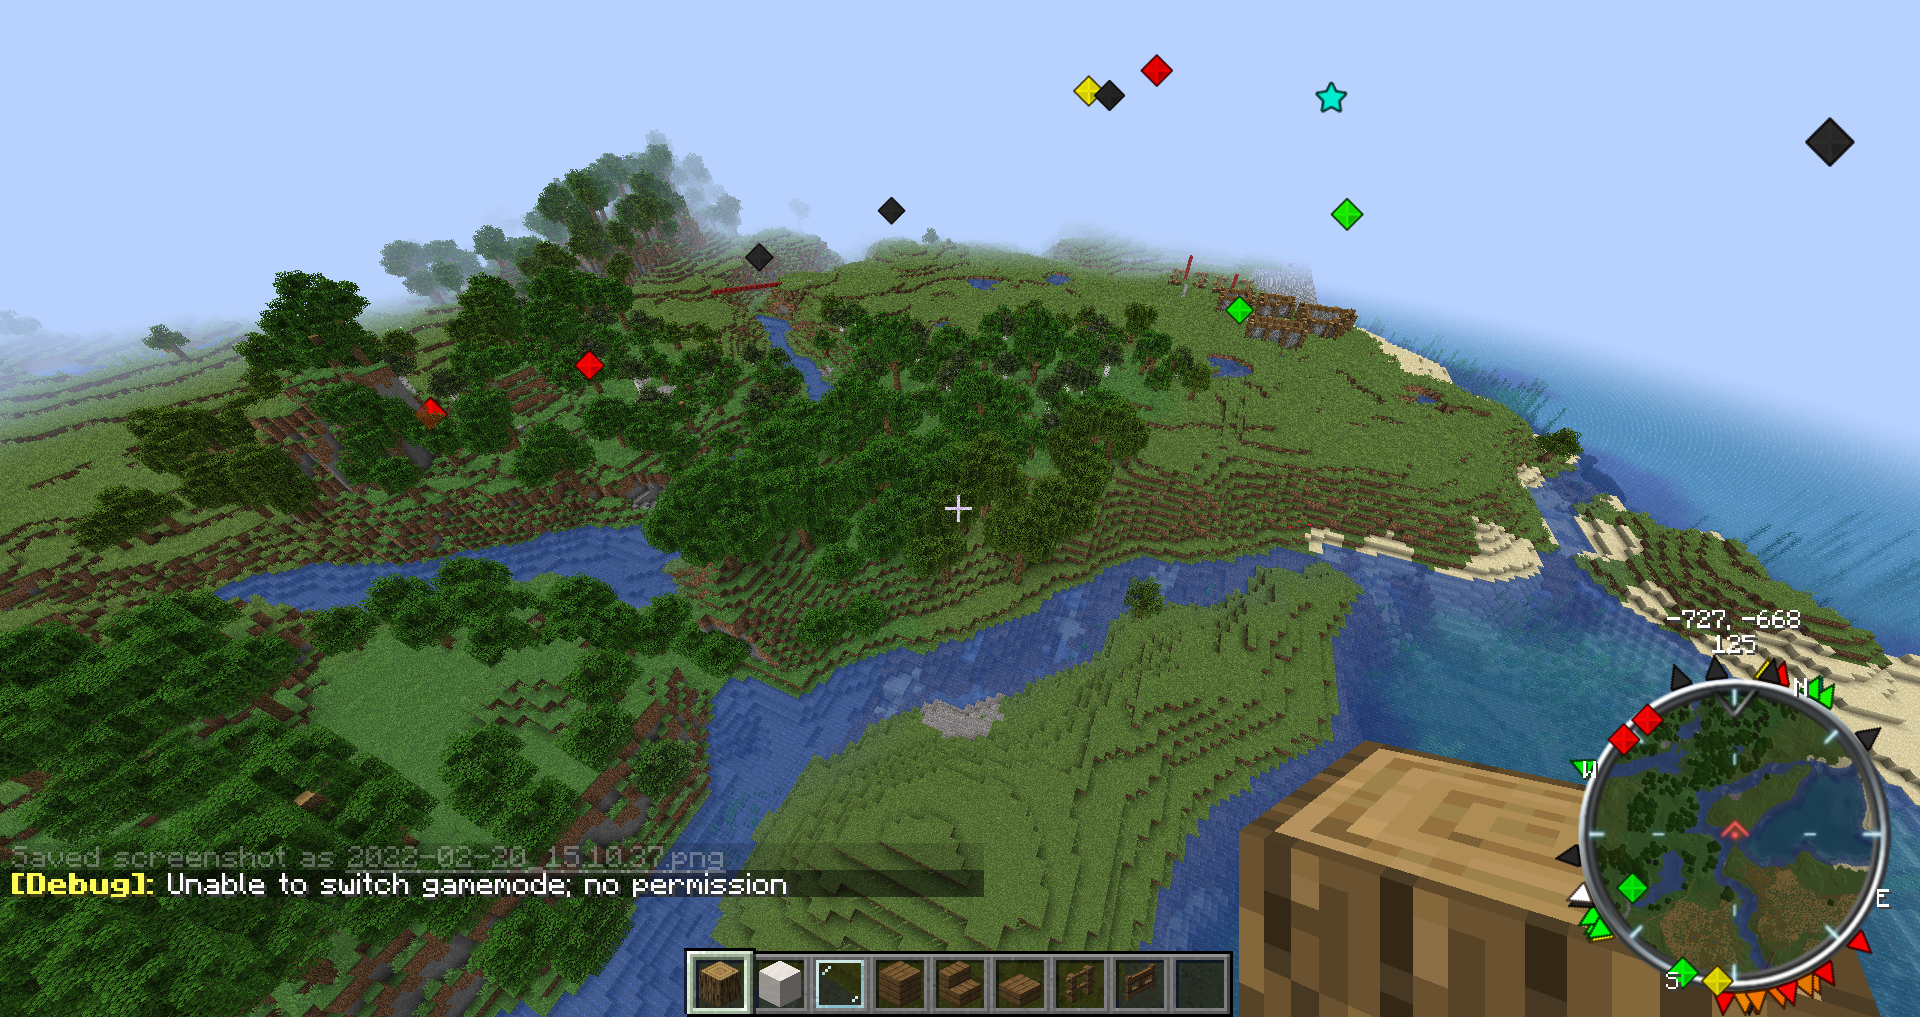 -727, -668
125
N
W
E
S
Saved screenshot as 2022-02-20_15.10.37.png
[Debug]: Unable to switch gamemode; no permission